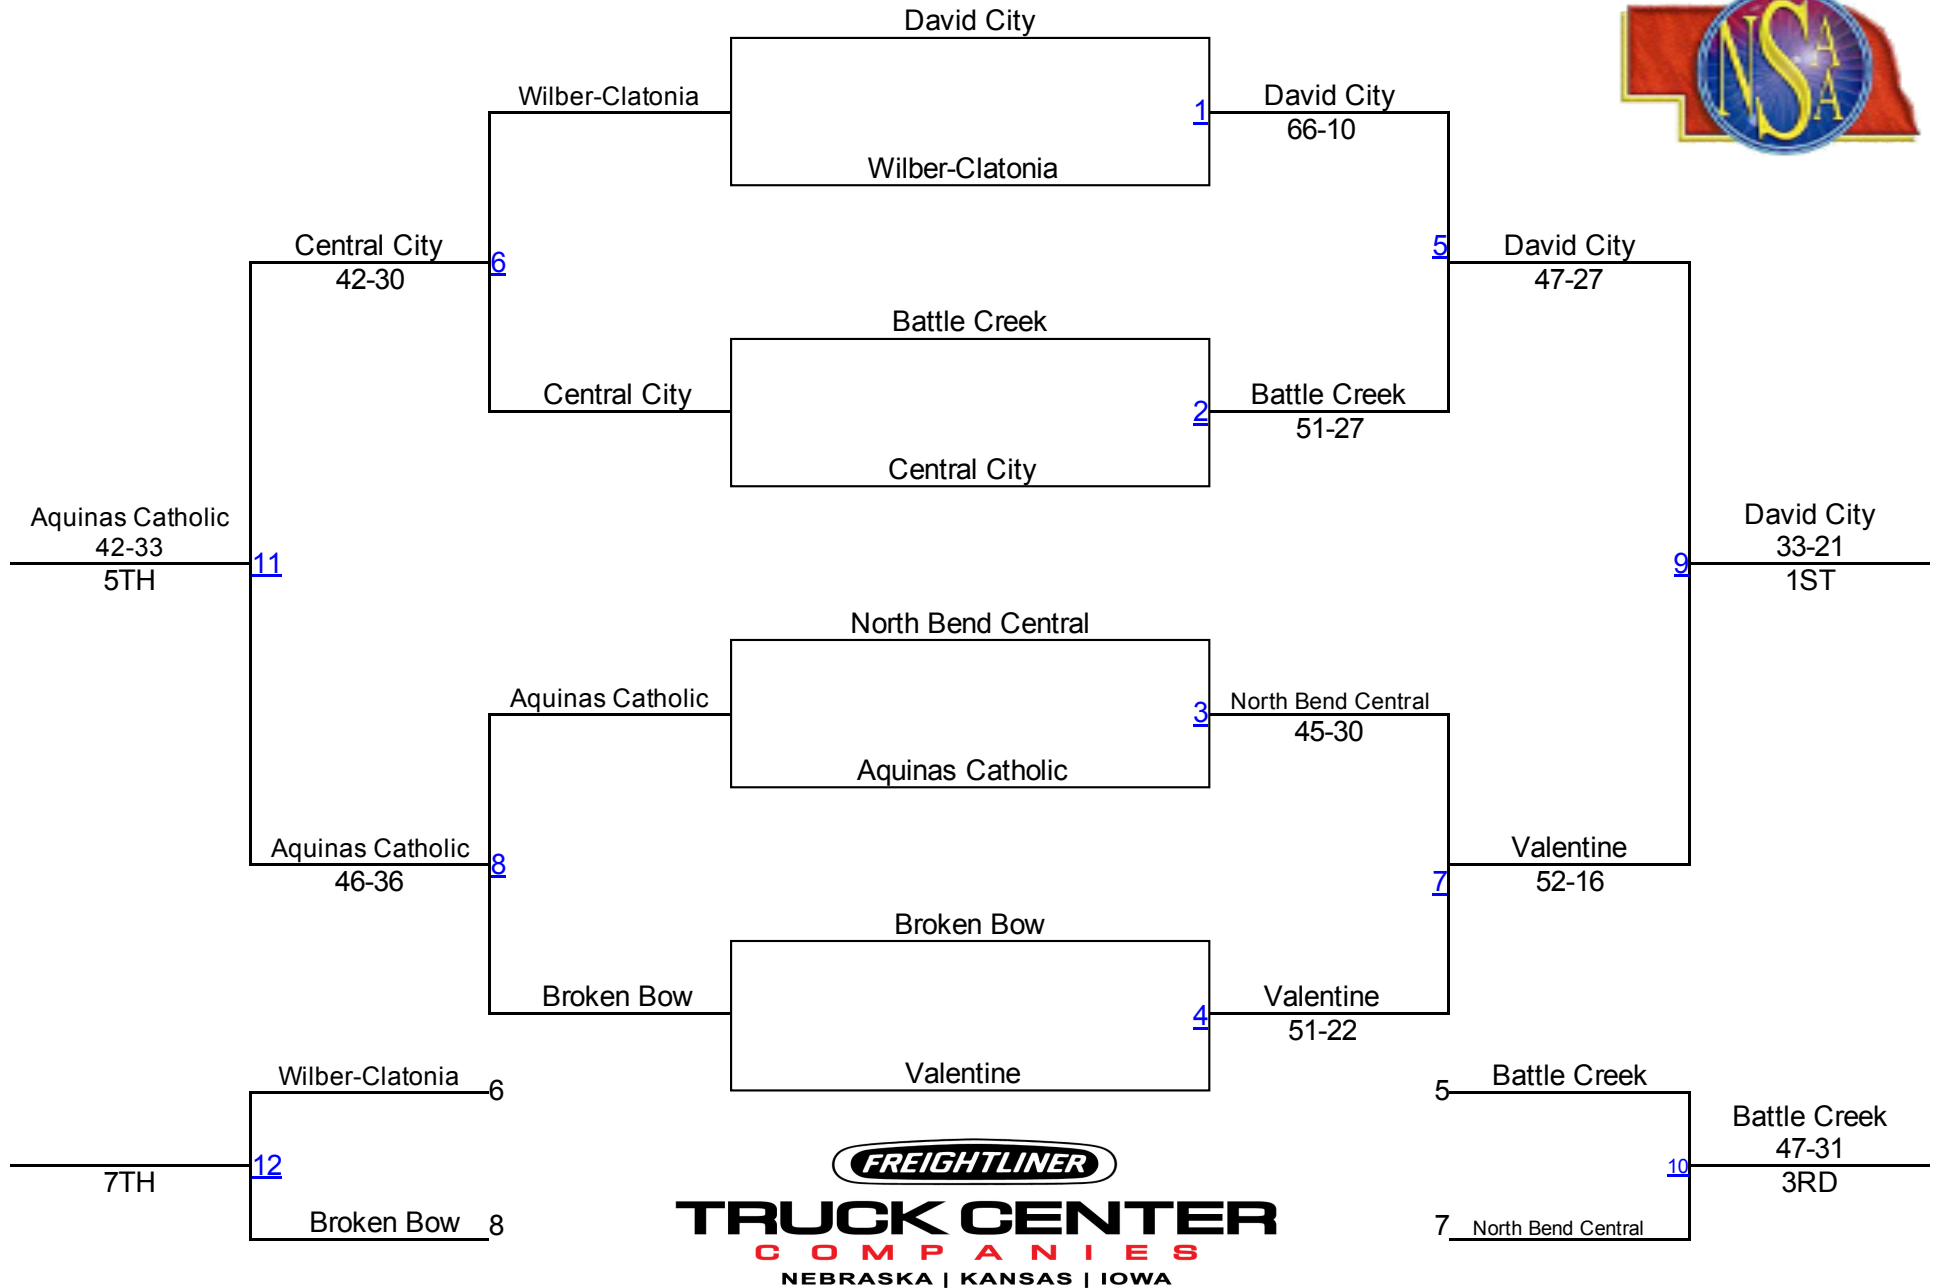 David City
NSAA
Wilber-Clatonia
1
David City
66-10
Wilber-Clatonia
Central City
42-30
6
5
David City
47-27
Battle Creek
Central City
2
Battle Creek
51-27
Central City
Aquinas Catholic
42-33
5TH
11
9
David City
33-21
1ST
North Bend Central
Aquinas Catholic
3
North Bend Central
45-30
Aquinas Catholic
Aquinas Catholic
46-36
8
7
Valentine
52-16
Broken Bow
Broken Bow
4
Valentine
51-22
Valentine
Wilber-Clatonia 6
12
7TH
Broken Bow 8
5 Battle Creek
10
Battle Creek
47-31
3RD
7 North Bend Central
FREIGHTLINER
TRUCK CENTER
COMPANIES
NEBRASKA | KANSAS | IOWA